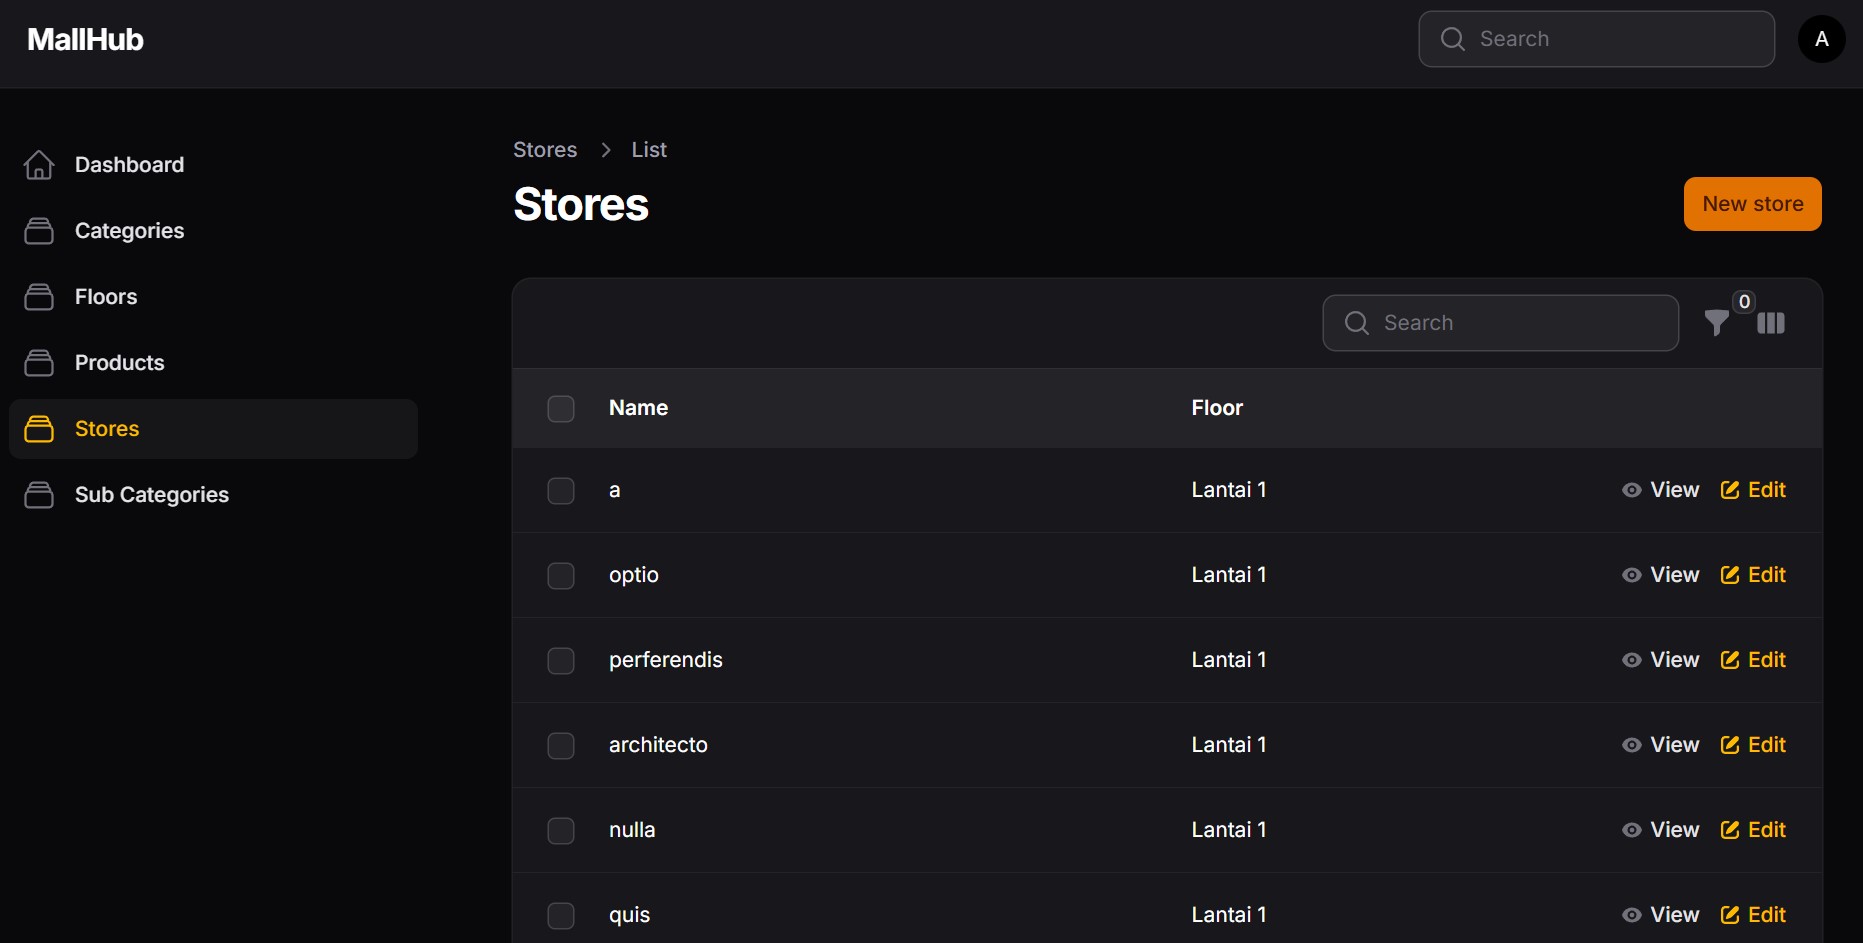 MallHub
Search
A
Dashboard
Categories
Floors
Products
Stores
Sub Categories
Stores > List
Stores
New store
Search
0
Name Floor
a Lantai 1 View Edit
optio Lantai 1 View Edit
perferendis Lantai 1 View Edit
architecto Lantai 1 View Edit
nulla Lantai 1 View Edit
quis Lantai 1 View Edit